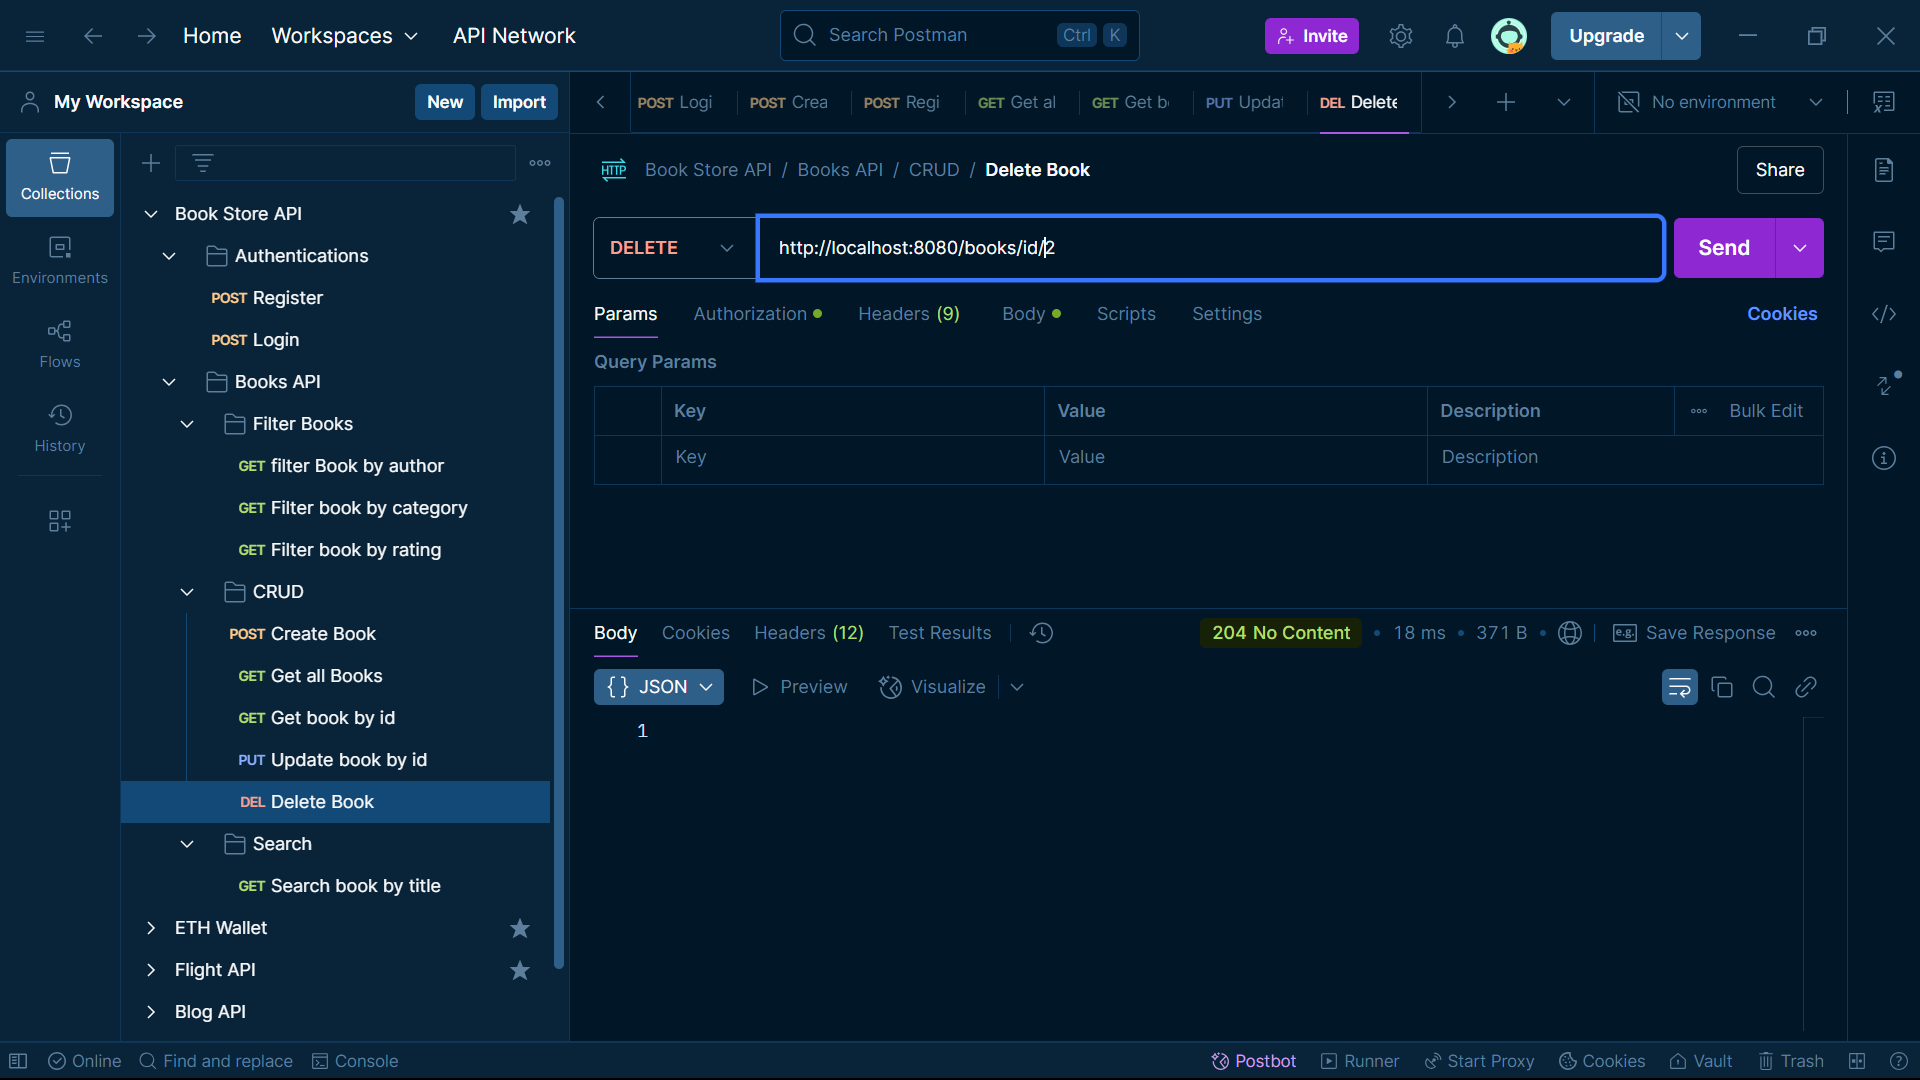 Home Workspaces API Network Search Postman Ctrl K Invite Upgrade
My Workspace New Import
POST Logi POST Crea POST Regi GET Get al GET Get b PUT Updat DEL Delete No environment
Collections
Environments
Flows
History
Book Store API
Authentications
POST Register
POST Login
Books API
Filter Books
GET filter Book by author
GET Filter book by category
GET Filter book by rating
CRUD
POST Create Book
GET Get all Books
GET Get book by id
PUT Update book by id
DEL Delete Book
Search
GET Search book by title
ETH Wallet
Flight API
Blog API
HTTP Book Store API / Books API / CRUD / Delete Book Share
DELETE http://localhost:8080/books/id/2 Send
Params Authorization Headers (9) Body Scripts Settings Cookies
Query Params
Key Value Description Bulk Edit
Key Value Description
Body Cookies Headers (12) Test Results 204 No Content • 18 ms • 371 B • e.g. Save Response
{} JSON Preview Visualize
1
Online Find and replace Console Postbot Runner Start Proxy Cookies Vault Trash